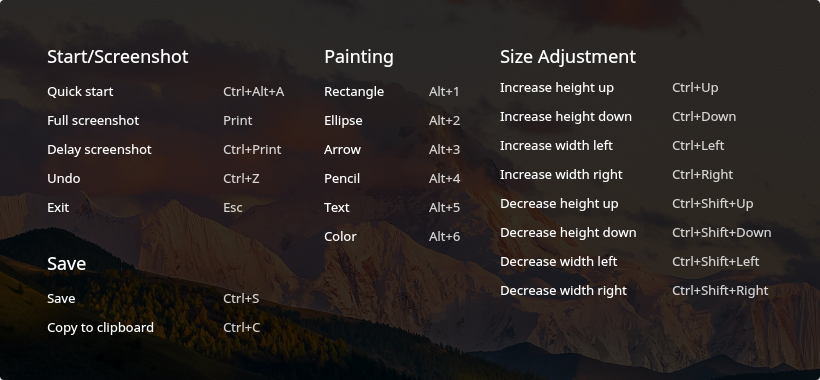 Start/Screenshot
Quick start Ctrl+Alt+A
Full screenshot Print
Delay screenshot Ctrl+Print
Undo Ctrl+Z
Exit Esc
Save
Save Ctrl+S
Copy to clipboard Ctrl+C
Painting
Rectangle Alt+1
Ellipse Alt+2
Arrow Alt+3
Pencil Alt+4
Text Alt+5
Color Alt+6
Size Adjustment
Increase height up Ctrl+Up
Increase height down Ctrl+Down
Increase width left Ctrl+Left
Increase width right Ctrl+Right
Decrease height up Ctrl+Shift+Up
Decrease height down Ctrl+Shift+Down
Decrease width left Ctrl+Shift+Left
Decrease width right Ctrl+Shift+Right